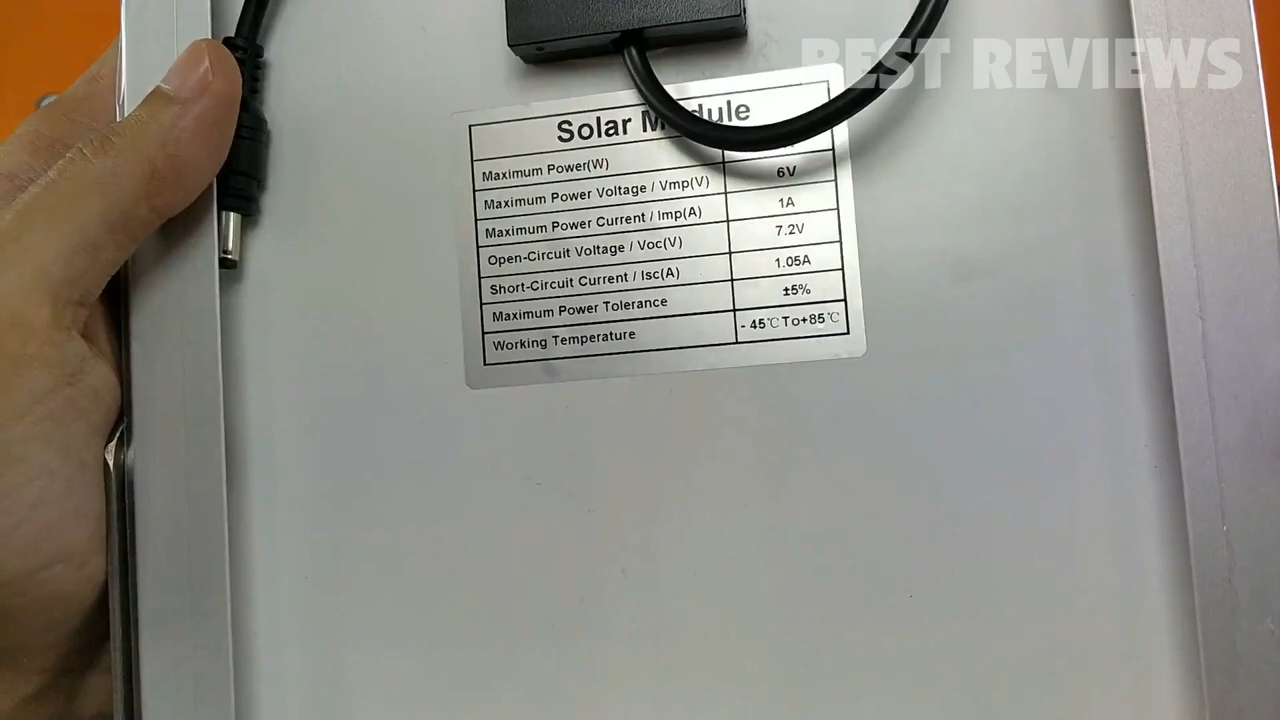 BEST REVIEWS
Solar
Maximum Power(W)
Maximum Power Voltage / Vmp(V) 6V
Maximum Power Current / Imp(A) 1A
Open-Circuit Voltage / Voc(V) 7.2V
Short-Circuit Current / Isc(A) 1.05A
Maximum Power Tolerance ±5%
Working Temperature - 45℃To+85℃